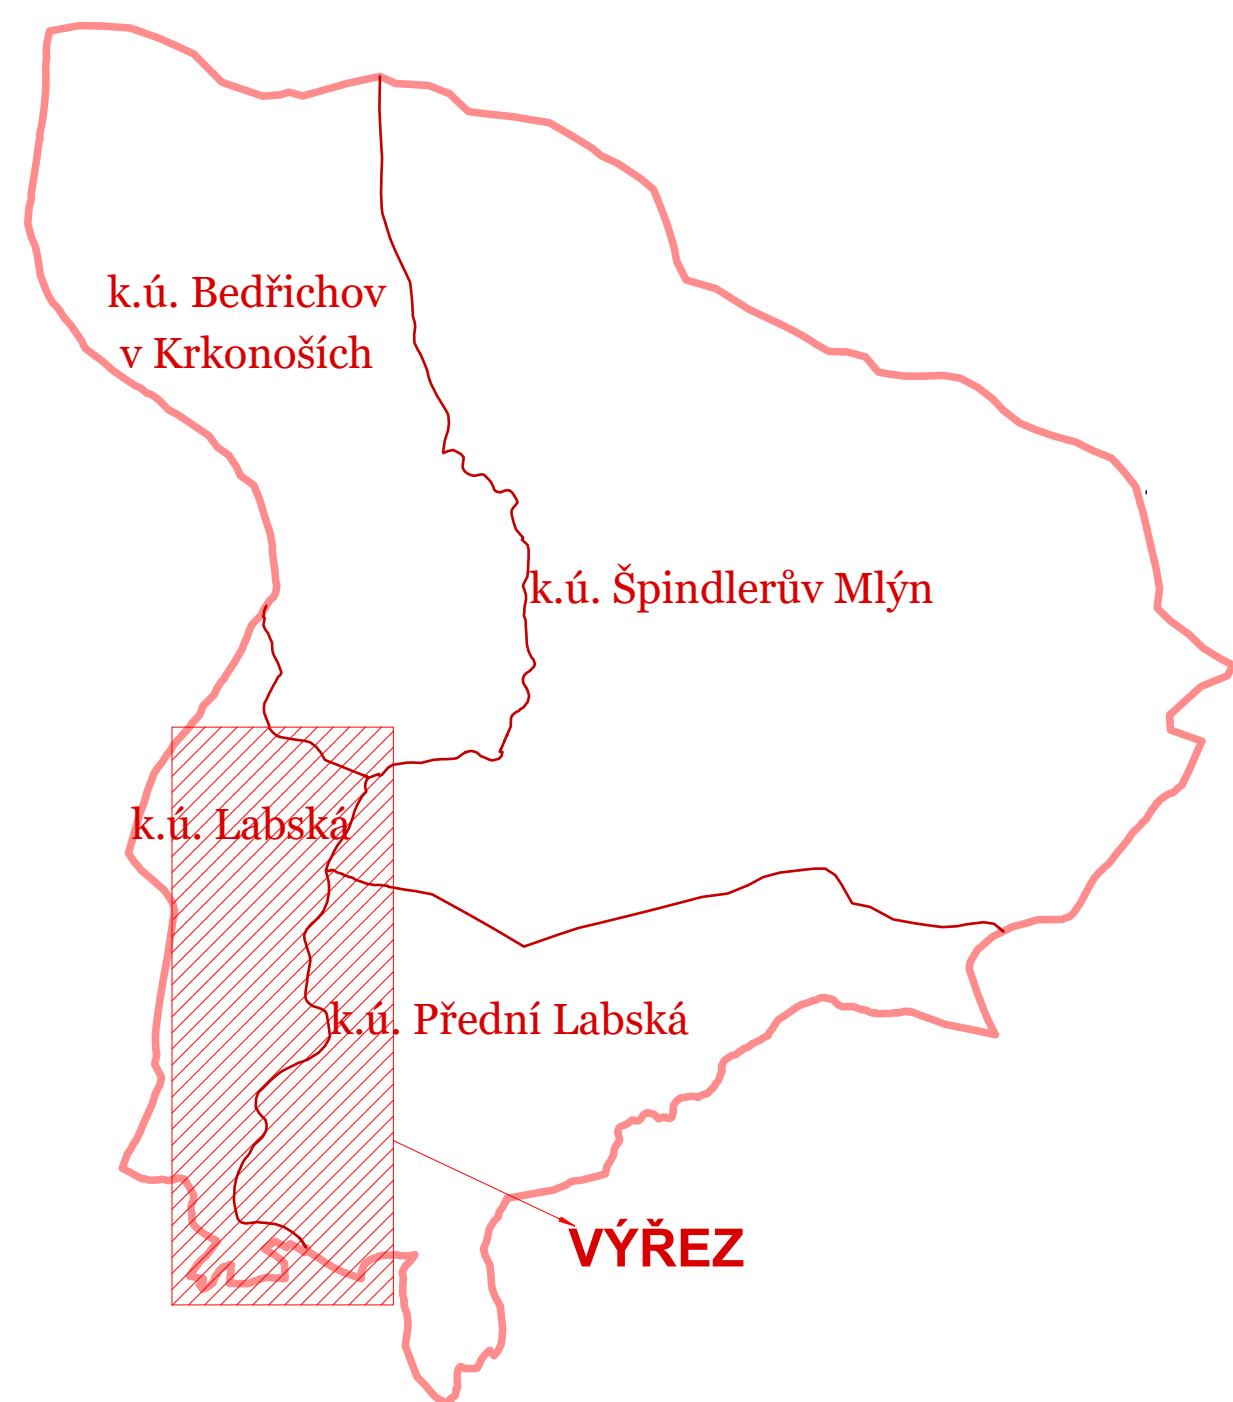 k.ú. Bedřichov
v Krkonoších
k.ú. Špindlerův Mlýn
k.ú. Labská
k.ú. Přední Labská
VÝŘEZ